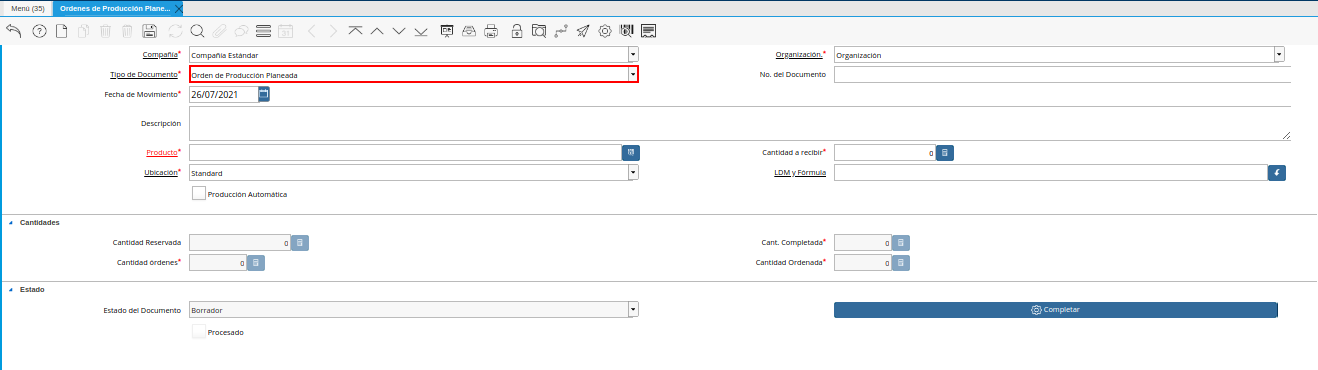 Menú (35) Ordenes de Producción Plane...
Compañía* Compañía Estándar Organización.* Organización
Tipo de Documento* Orden de Producción Planeada No. del Documento
Fecha de Movimiento* 26/07/2021
Descripción
Producto* Cantidad a recibir* 0
Ubicación* Standard LDM y Fórmula
Producción Automática
Cantidades
Cantidad Reservada 0 Cant. Completada* 0
Cantidad órdenes* 0 Cantidad Ordenada* 0
Estado
Estado del Documento Borrador Completar
Procesado